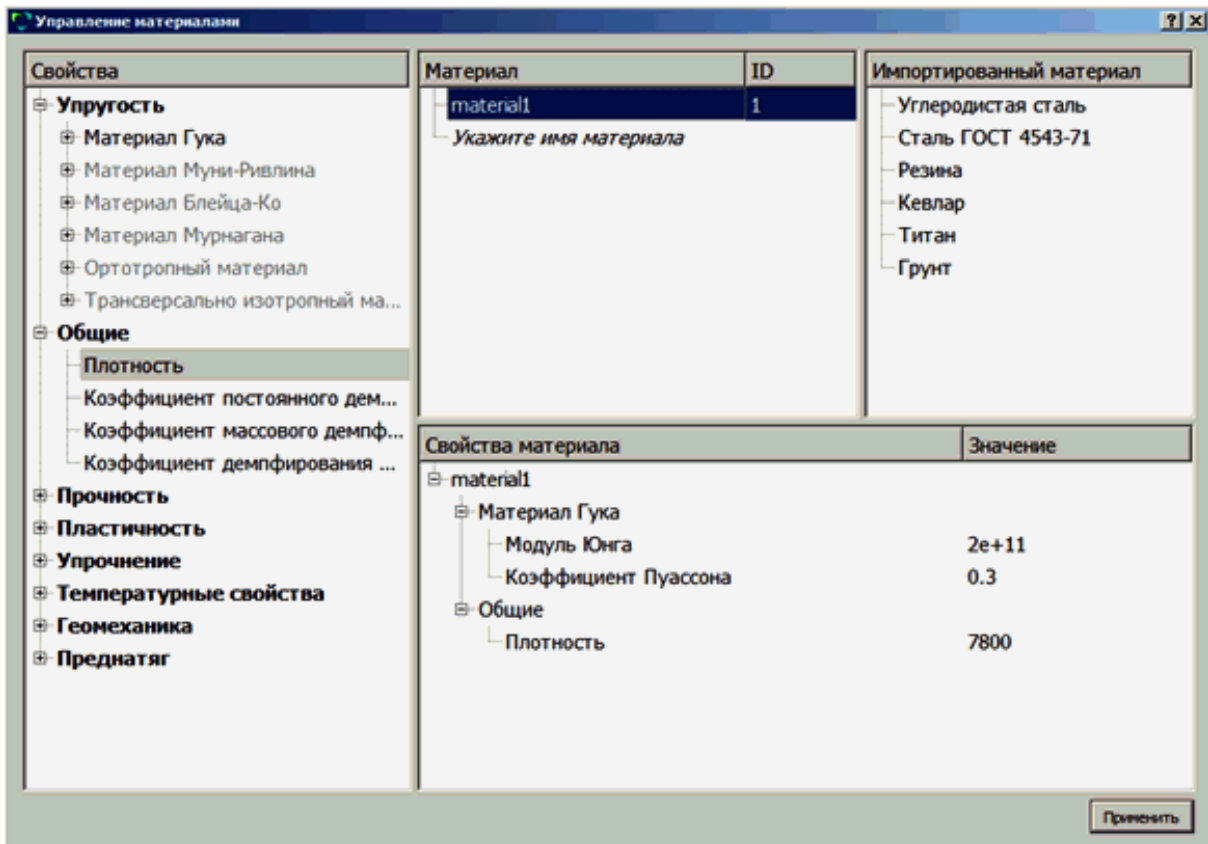 Управление материалами
Свойства
Упругость
Материал Гука
Материал Муни-Ривлина
Материал Блейца-Ко
Материал Мурнагана
Ортотропный материал
Трансверсально изотропный ма...
Общие
Плотность
Коэффициент постоянного дем...
Коэффициент массового демпф...
Коэффициент демпфирования ...
Прочность
Пластичность
Упрочнение
Температурные свойства
Геомеханика
Преднатяг
Материал ID
material1 1
Укажите имя материала
Импортированный материал
Углеродистая сталь
Сталь ГОСТ 4543-71
Резина
Кевлар
Титан
Грунт
Свойства материала Значение
material1
Материал Гука
Модуль Юнга 2e+11
Коэффициент Пуассона 0.3
Общие
Плотность 7800
Применить